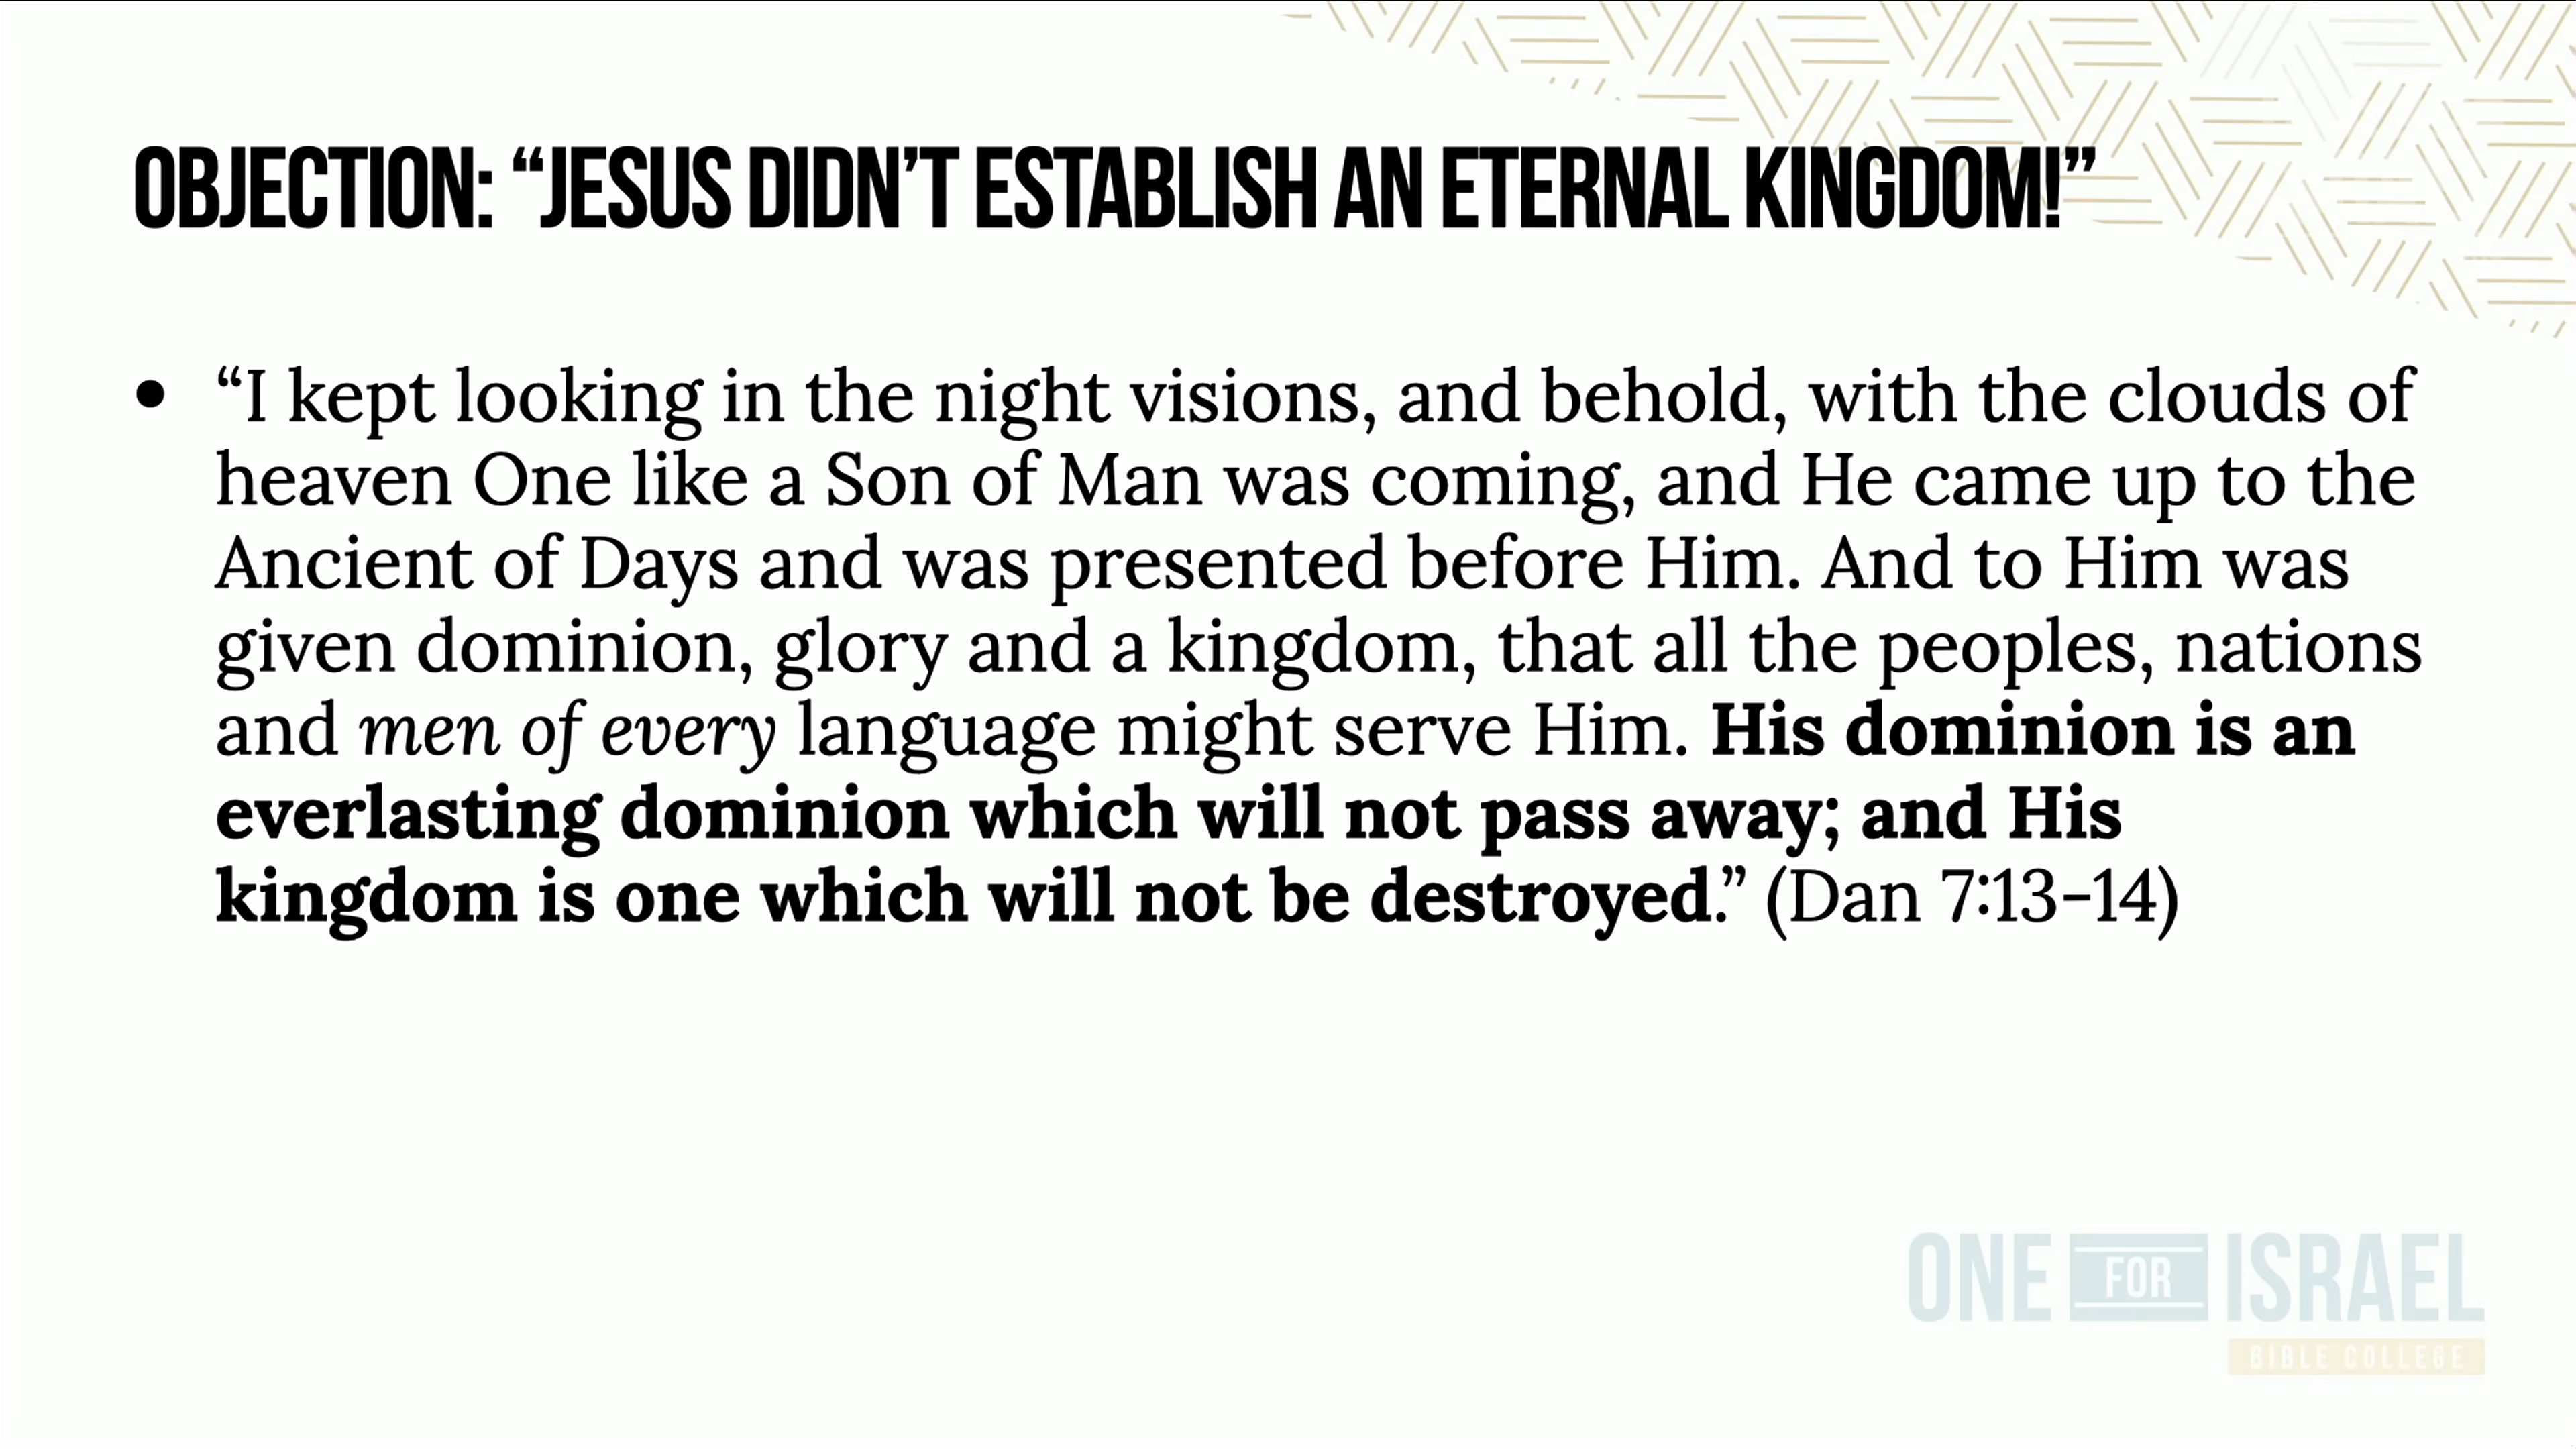 OBJECTION: “JESUS DIDN’T ESTABLISH AN ETERNAL KINGDOM!”
• “I kept looking in the night visions, and behold, with the clouds of
heaven One like a Son of Man was coming, and He came up to the
Ancient of Days and was presented before Him. And to Him was
given dominion, glory and a kingdom, that all the peoples, nations
and men of every language might serve Him. His dominion is an
everlasting dominion which will not pass away; and His
kingdom is one which will not be destroyed.” (Dan 7:13–14)
ONE FOR ISRAEL
BIBLE COLLEGE